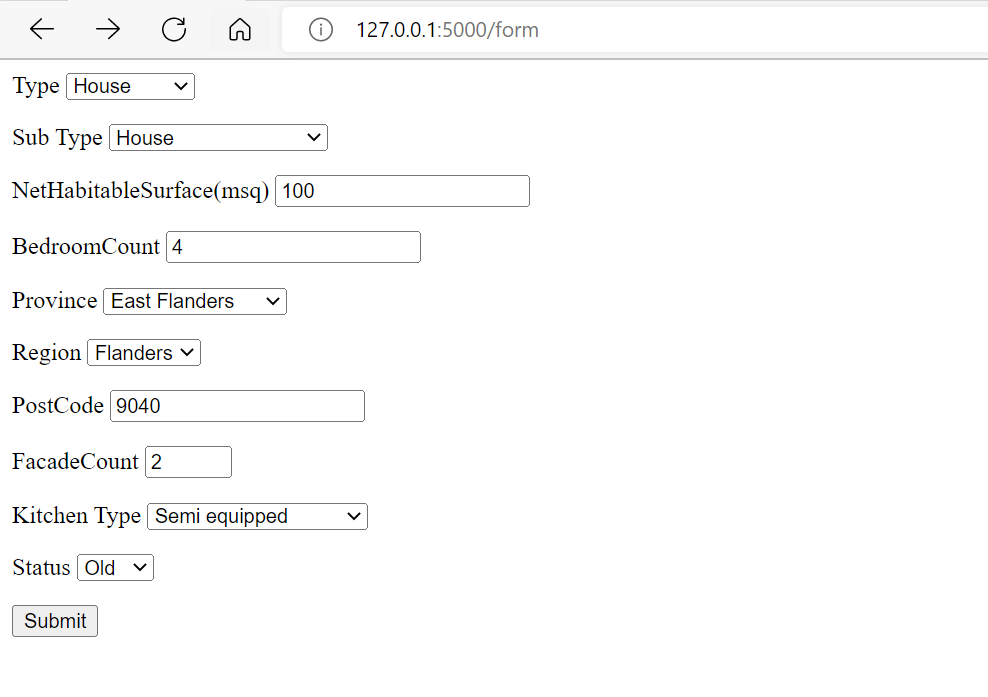 127.0.0.1:5000/form
Type House
Sub Type House
NetHabitableSurface(msq) 100
BedroomCount 4
Province East Flanders
Region Flanders
PostCode 9040
FacadeCount 2
Kitchen Type Semi equipped
Status Old
Submit